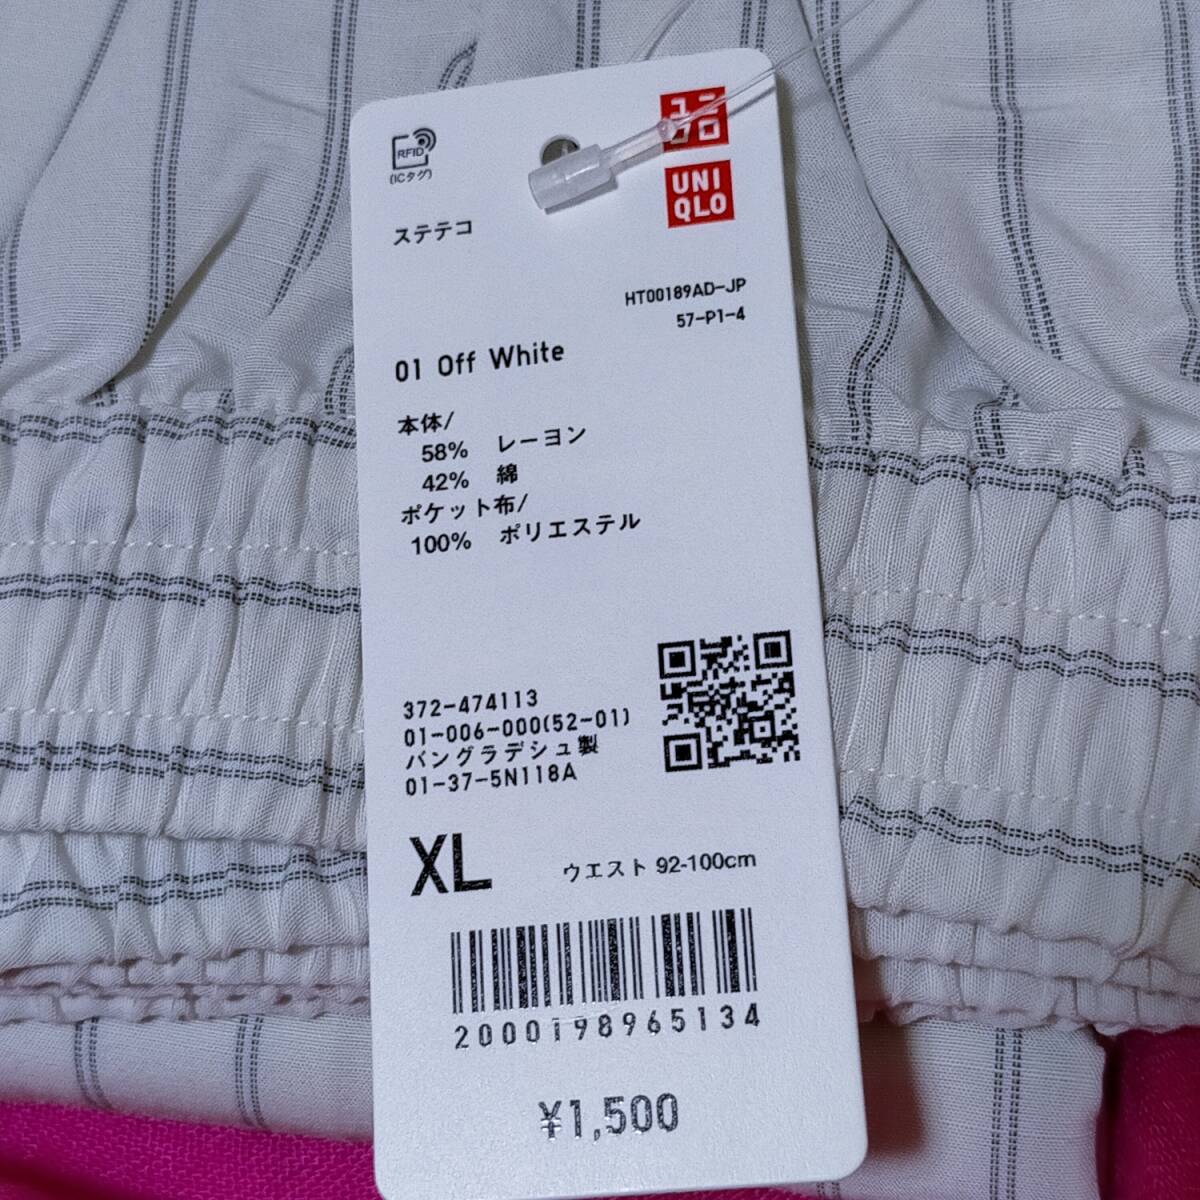 RFID
(ICタグ)
ユニ
クロ
UNI
QLO
ステテコ
HT00189AD-JP
57-P1-4
01 Off White
本体/
58% レーヨン
42% 綿
ポケット布/
100% ポリエステル
372-474113
01-006-000(52-01)
バングラデシュ製
01-37-5N118A
XL ウエスト 92-100cm
2000198965134
¥1,500